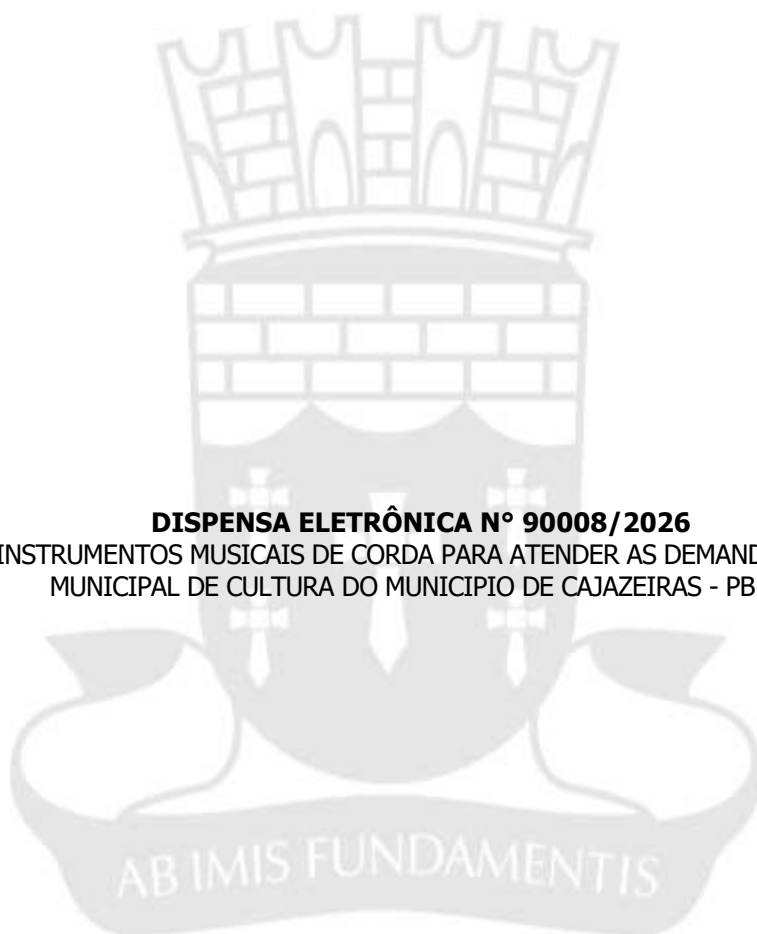 DISPENSA ELETRÔNICA N° 90008/2026
INSTRUMENTOS MUSICAIS DE CORDA PARA ATENDER AS
MUNICIPAL DE CULTURA DO MUNICIPIO DE CAJAZEIRAS - PB
AB IMIS FUNDAMENTIS